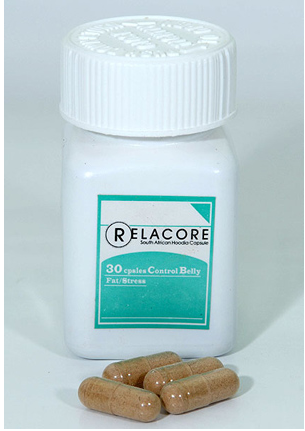 RELACORE
South African Hoodia Capsule
30 cpsles Control Belly
Fat/Stress